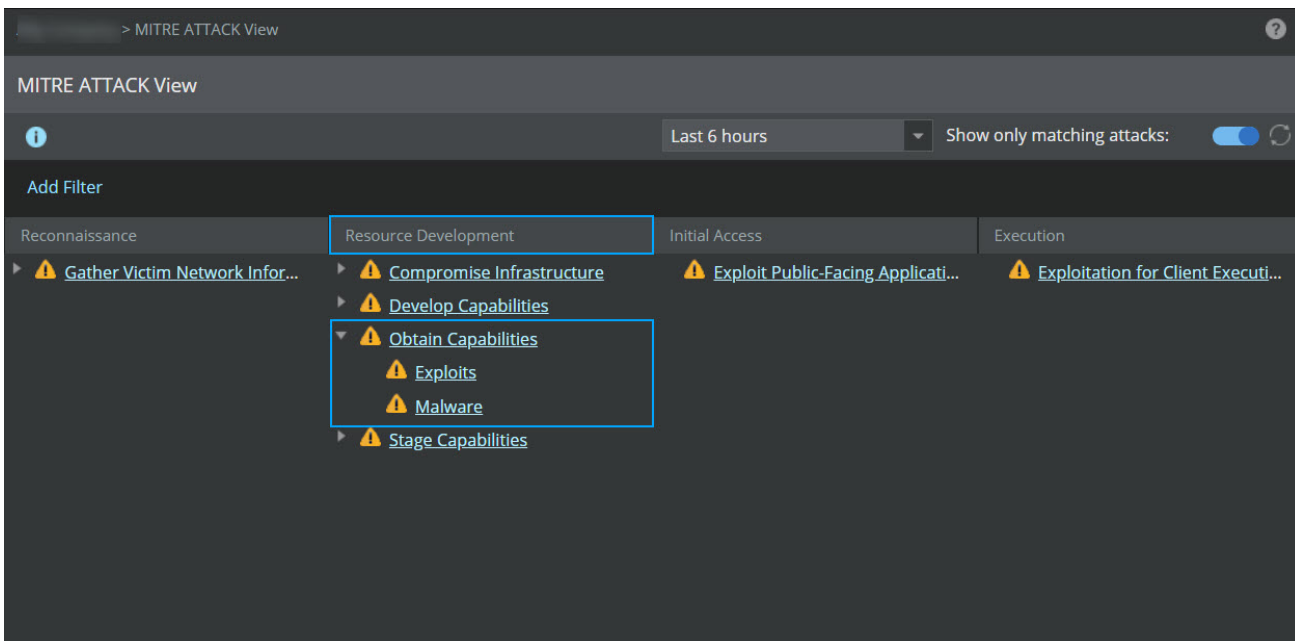 > MITRE ATTACK View
MITRE ATTACK View
Last 6 hours
Show only matching attacks:
Add Filter
Reconnaissance
Resource Development
Initial Access
Execution
Gather Victim Network Infor...
Compromise Infrastructure
Exploit Public-Facing Applicati...
Exploitation for Client Executi...
Develop Capabilities
Obtain Capabilities
Exploits
Malware
Stage Capabilities